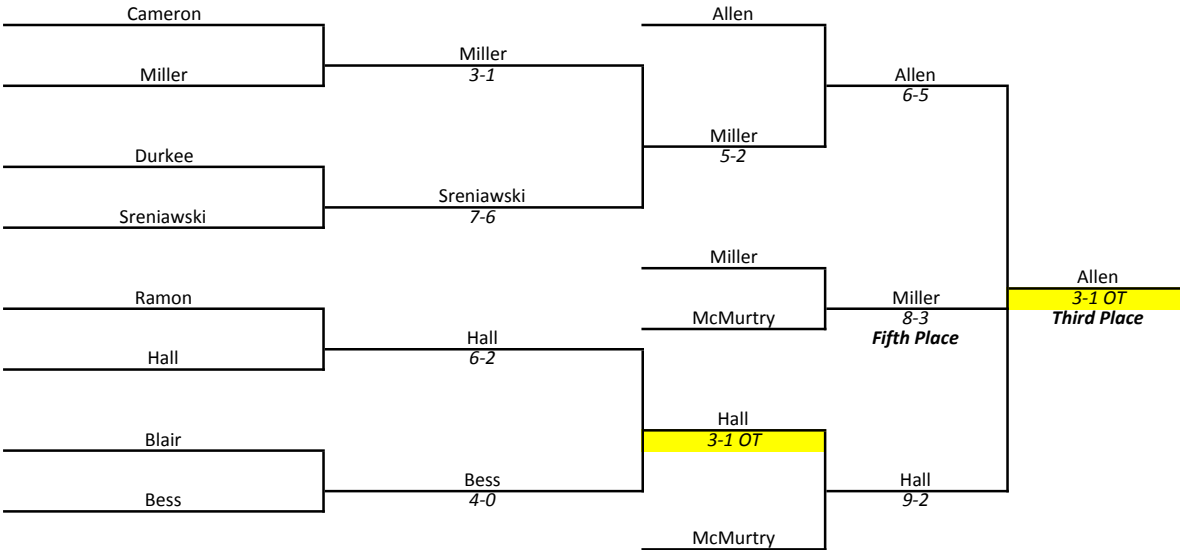 Cameron
Allen
Miller
3-1
Miller
Allen
6-5
Durkee
Miller
5-2
Sreniawski
7-6
Sreniawski
Miller
Allen
3-1 OT
Third Place
Ramon
Miller
8-3
Fifth Place
McMurtry
Hall
6-2
Hall
Hall
3-1 OT
Blair
Bess
4-0
Hall
9-2
Bess
McMurtry